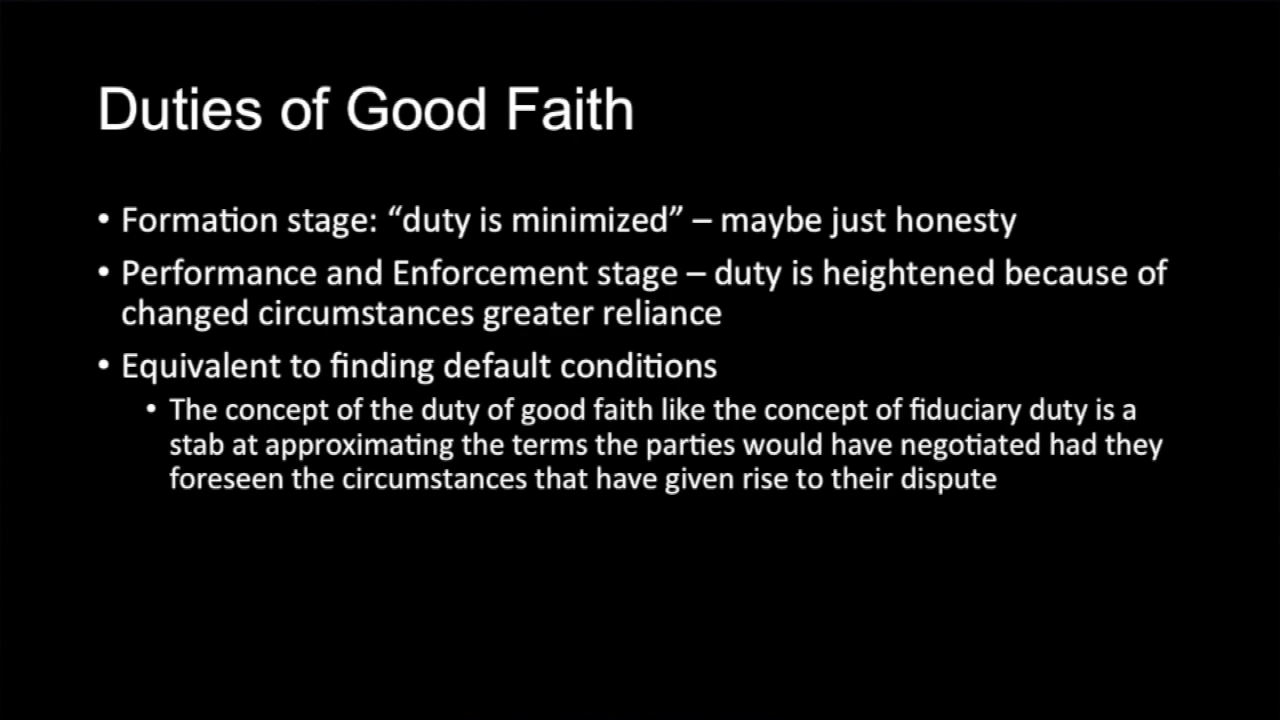 Duties of Good Faith
• Formation stage: “duty is minimized” – maybe just honesty
• Performance and Enforcement stage – duty is heightened because of
changed circumstances greater reliance
• Equivalent to finding default conditions
• The concept of the duty of good faith like the concept of fiduciary duty is a
stab at approximating the terms the parties would have negotiated had they
foreseen the circumstances that have given rise to their dispute